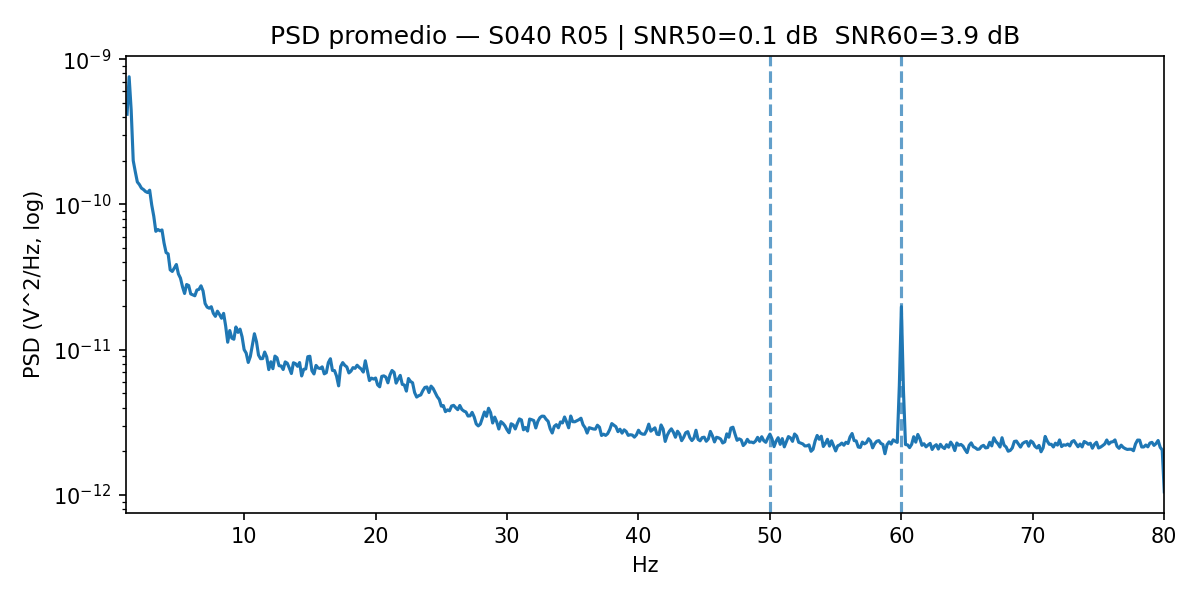 PSD promedio — S040 R05 | SNR50=0.1 dB  SNR60=3.9 dB
PSD (V^2/Hz, log)
10⁻⁹
10⁻¹⁰
10⁻¹¹
10⁻¹²
10 20 30 40 50 60 70 80
Hz